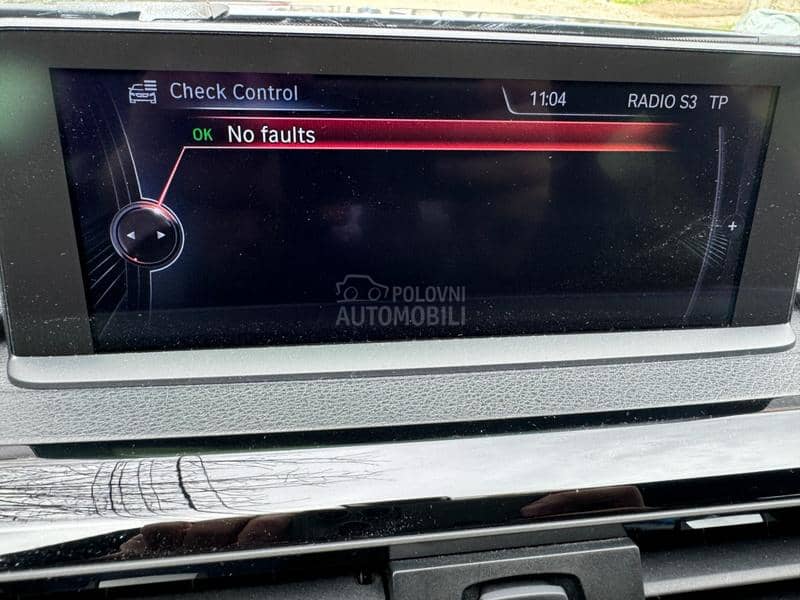 Check Control
11:04
RADIO S3 TP
OK No faults
POLOVNI
AUTOMOBILI